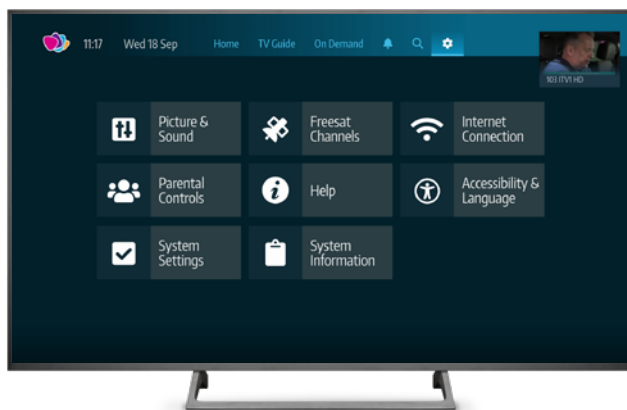 11:17 Wed 18 Sep Home TV Guide On Demand
103 ITV1 HD
Picture &
Sound
Freesat
Channels
Internet
Connection
Parental
Controls
Help
Accessibility &
Language
System
Settings
System
Information